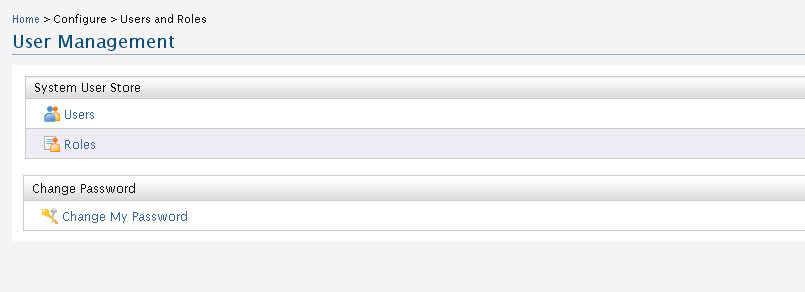 Home > Configure > Users and Roles
User Management
System User Store
Users
Roles
Change Password
Change My Password